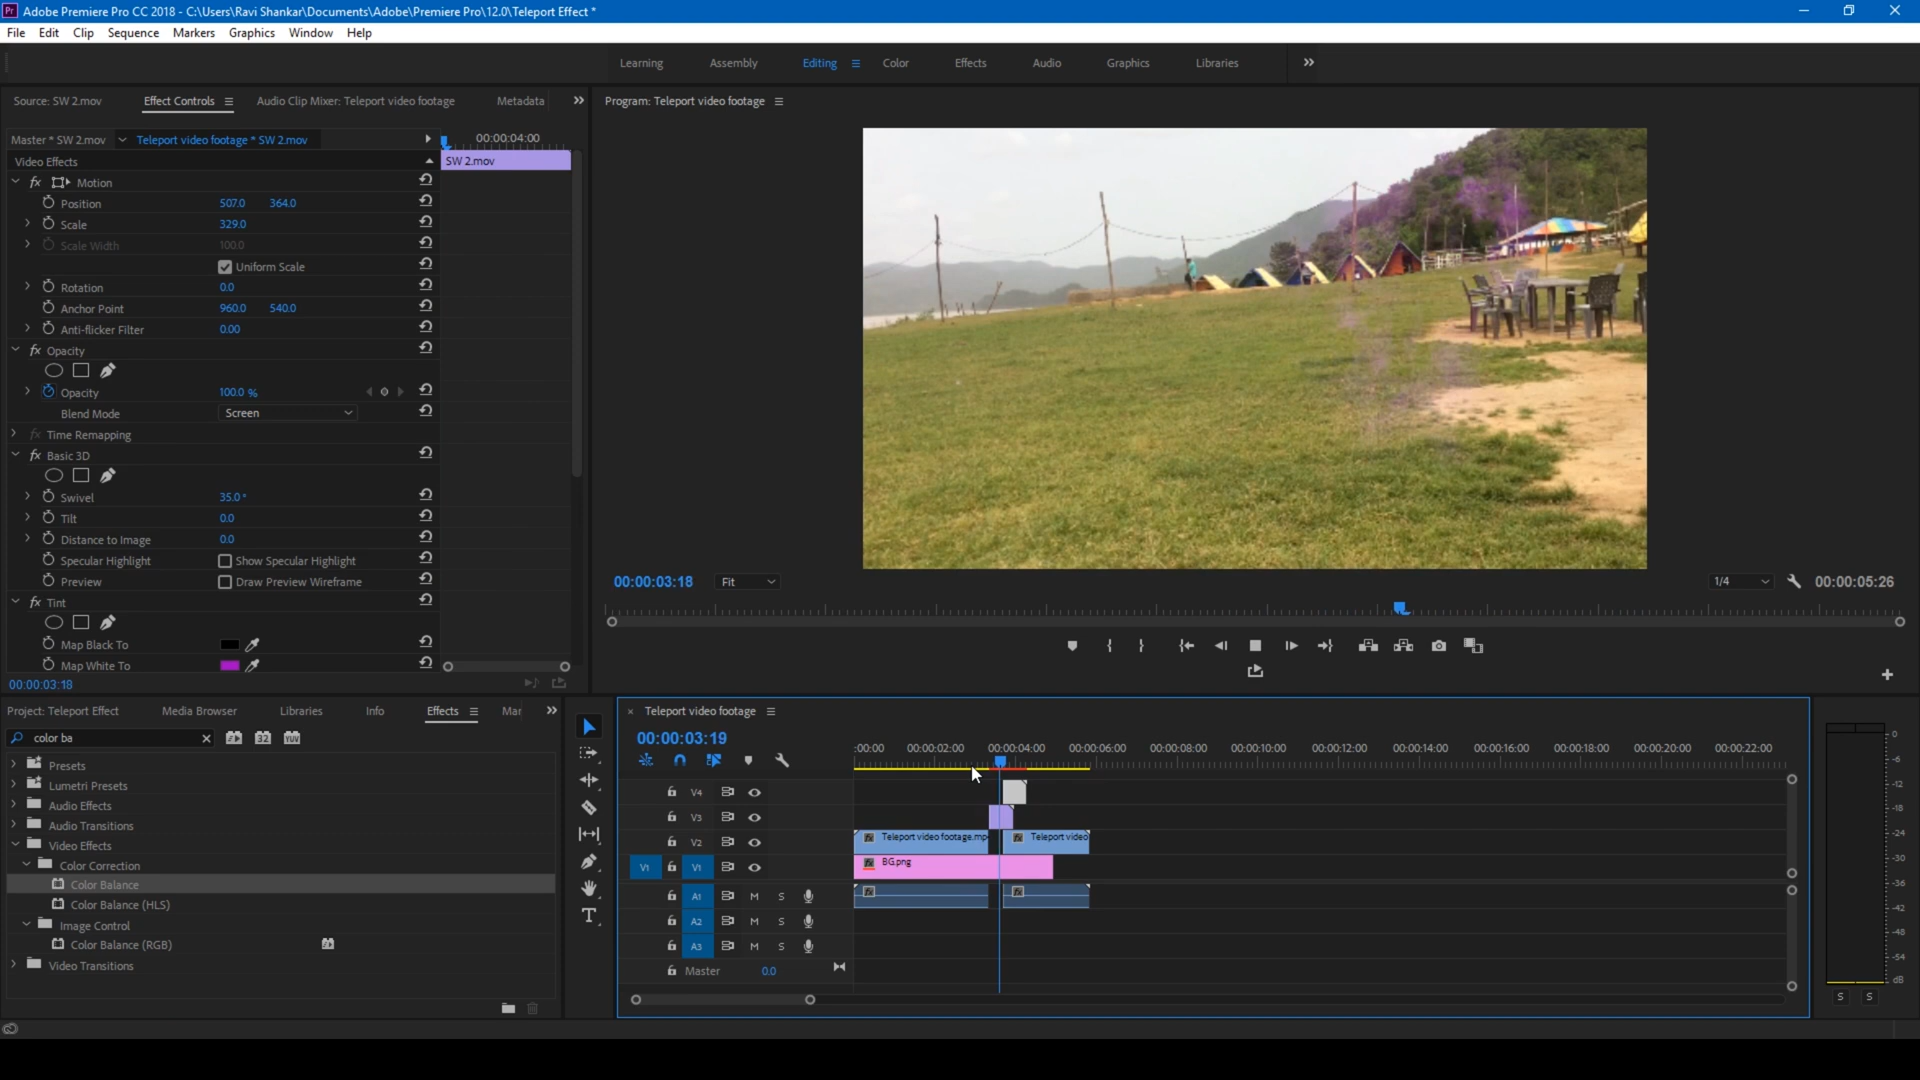 Pr Adobe Premiere Pro CC 2018 - C:\Users\Ravi Shankar\Documents\Adobe\Premiere Pro\12.0\Teleport Effect *
File Edit Clip Sequence Markers Graphics Window Help
Learning Assembly Editing Color Effects Audio Graphics Libraries
Source: SW 2.mov Effect Controls Audio Clip Mixer: Teleport video footage Metadata
Program: Teleport video footage
Master * SW 2.mov Teleport video footage * SW 2.mov 00:00:04:00
Video Effects SW 2.mov
fx Motion
Position 507.0 364.0
Scale 329.0
Scale Width 100.0
Uniform Scale
Rotation 0.0
Anchor Point 960.0 540.0
Anti-flicker Filter 0.00
fx Opacity
Opacity 100.0 %
Blend Mode Screen
fx Time Remapping
fx Basic 3D
Swivel 35.0 °
Tilt 0.0
Distance to Image 0.0
Specular Highlight Show Specular Highlight
Preview Draw Preview Wireframe
fx Tint
Map Black To
Map White To
00:00:03:18
00:00:03:18 Fit 1/4 00:00:05:26
Project: Teleport Effect Media Browser Libraries Info Effects Mar
color ba 32 YUV
Presets
Lumetri Presets
Audio Effects
Audio Transitions
Video Effects
Color Correction
Color Balance
Color Balance (HLS)
Image Control
Color Balance (RGB)
Video Transitions
T
Teleport video footage
00:00:03:19
:00:00 00:00:02:00 00:00:04:00 00:00:06:00 00:00:08:00 00:00:10:00 00:00:12:00 00:00:14:00 00:00:16:00 00:00:18:00 00:00:20:00 00:00:22:00
V4
V3
V2 Teleport video footage.mp Teleport video
V1 V1 BG.png
A1 M S
A2 M S
A3 M S
Master 0.0
0
-6
-12
-18
-24
-30
-36
-42
-48
-54
dB
S S